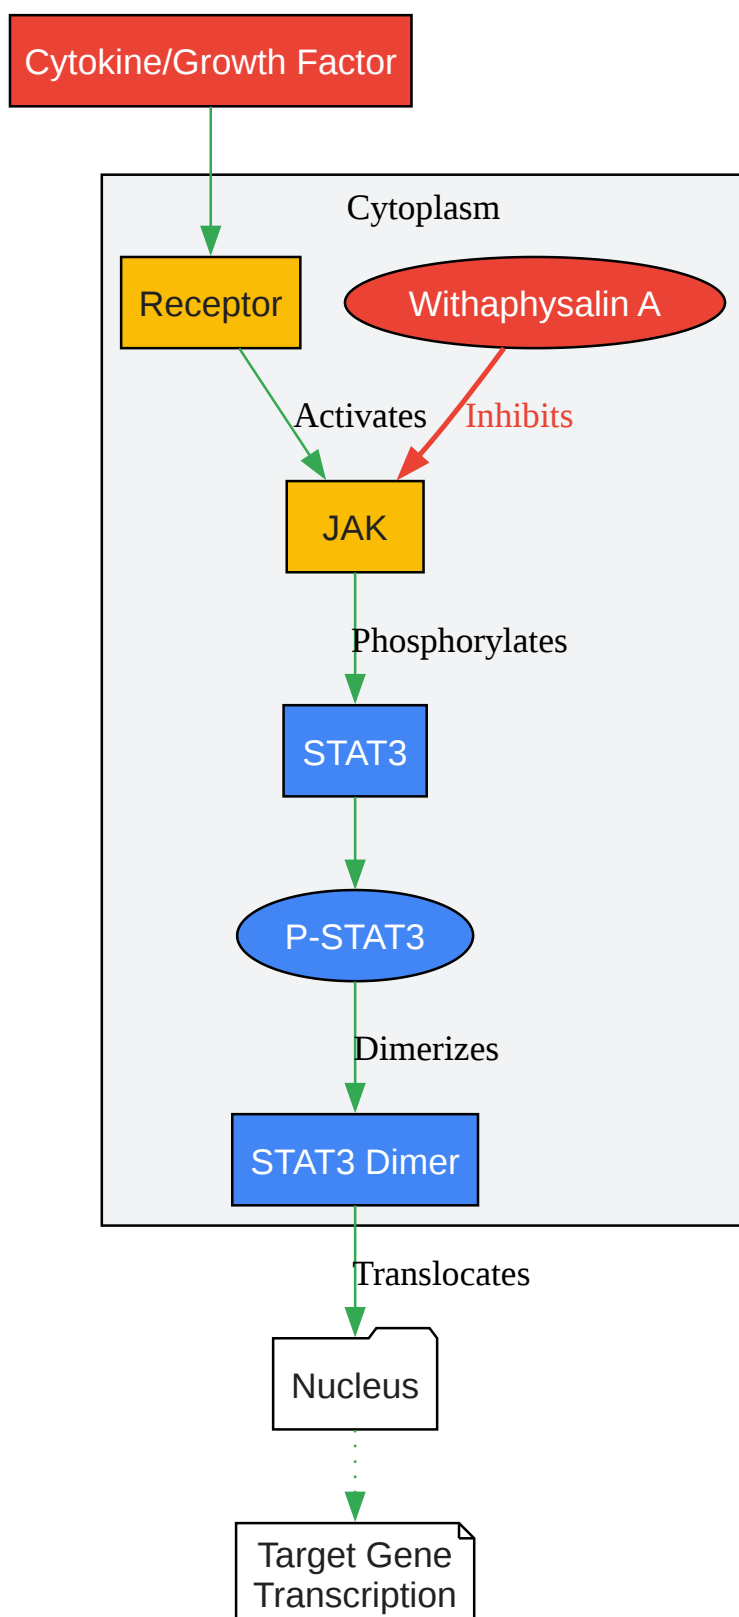 Cytokine/Growth Factor
Cytoplasm
Receptor
Withaphysalin A
Activates
Inhibits
JAK
Phosphorylates
STAT3
P-STAT3
Dimerizes
STAT3 Dimer
Translocates
Nucleus
Target Gene
Transcription